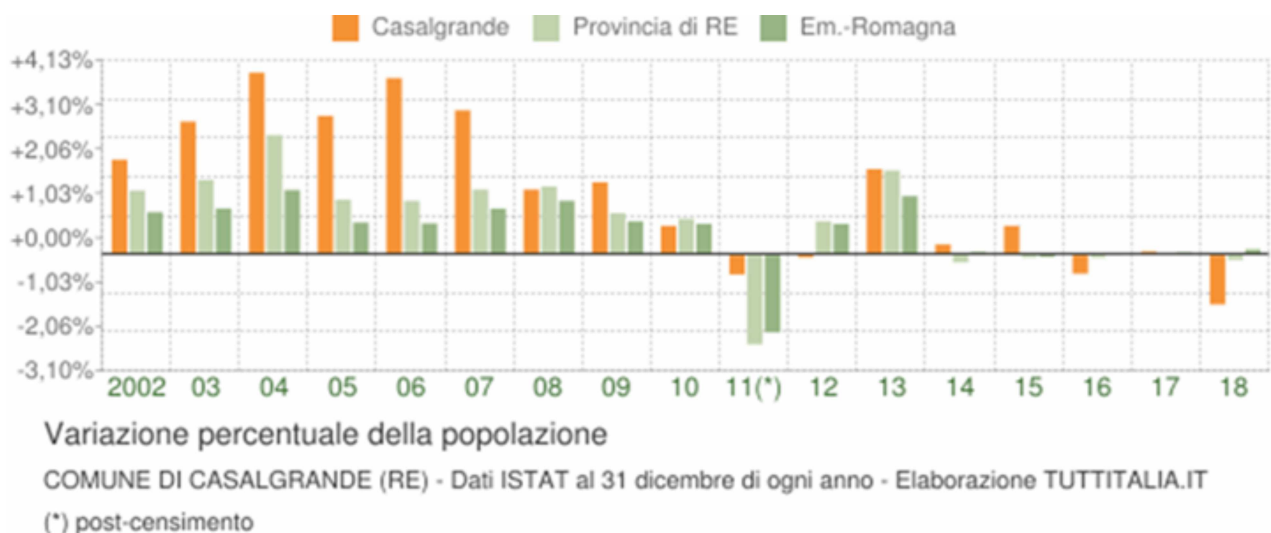 Casalgrande Provincia di RE Em.-Romagna
+4,13%
+3,10%
+2,06%
+1,03%
+0,00%
-1,03%
-2,06%
-3,10%
2002 03 04 05 06 07 08 09 10 11(*) 12 13 14 15 16 17 18
Variazione percentuale della popolazione
COMUNE DI CASALGRANDE (RE) - Dati ISTAT al 31 dicembre di ogni anno - Elaborazione TUTTITALIA.IT
(*) post-censimento